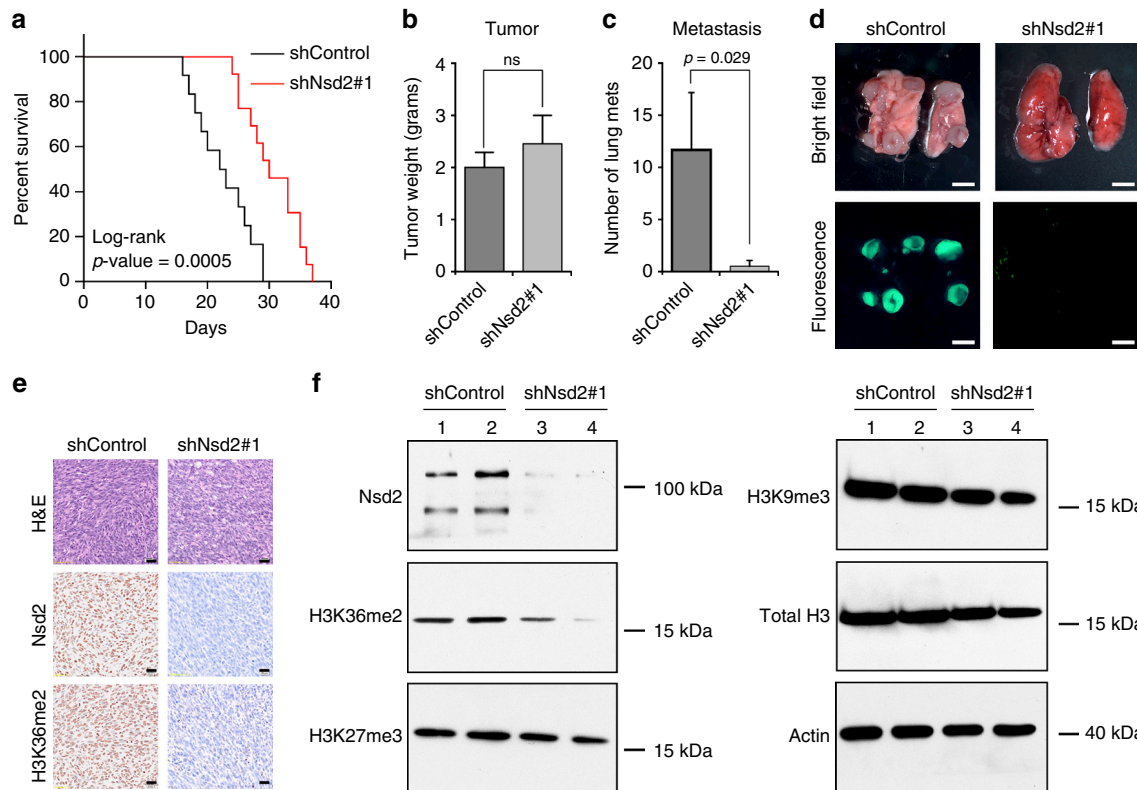 a
shControl
shNsd2#1
Percent survival
100
80
60
40
20
0
Log-rank
p-value = 0.0005
0
10
20
30
40
Days
b
Tumor
ns
Tumor weight (grams)
4
3
2
1
0
shControl
shNsd2#1
c
Metastasis
p = 0.029
Number of lung mets
20
15
10
5
0
shControl
shNsd2#1
d
shControl
shNsd2#1
Bright field
Fluorescence
e
shControl
shNsd2#1
H&E
Nsd2
H3K36me2
f
shControl
shNsd2#1
1
2
3
4
Nsd2
100 kDa
H3K36me2
15 kDa
H3K27me3
15 kDa
shControl
shNsd2#1
1
2
3
4
H3K9me3
15 kDa
Total H3
15 kDa
Actin
40 kDa